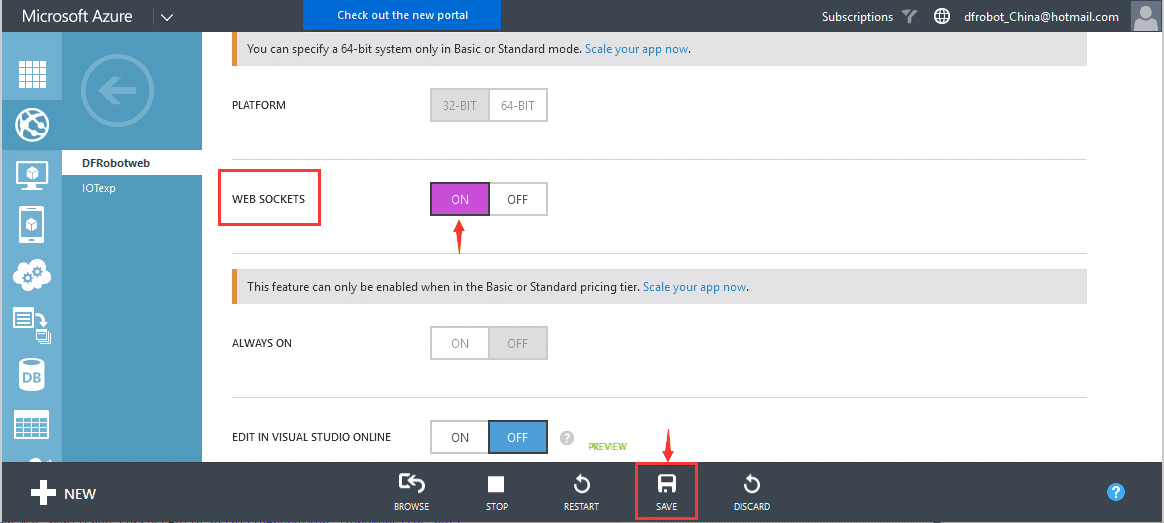 Microsoft Azure
Check out the new portal
Subscriptions
dfrobot_China@hotmail.com
You can specify a 64-bit system only in Basic or Standard mode. Scale your app now.
PLATFORM
32-BIT
64-BIT
DFRobotweb
IOTexp
WEB SOCKETS
ON
OFF
This feature can only be enabled when in the Basic or Standard pricing tier. Scale your app now.
ALWAYS ON
ON
OFF
DB
EDIT IN VISUAL STUDIO ONLINE
ON
OFF
?
PREVIEW
NEW
BROWSE
STOP
RESTART
SAVE
DISCARD
?